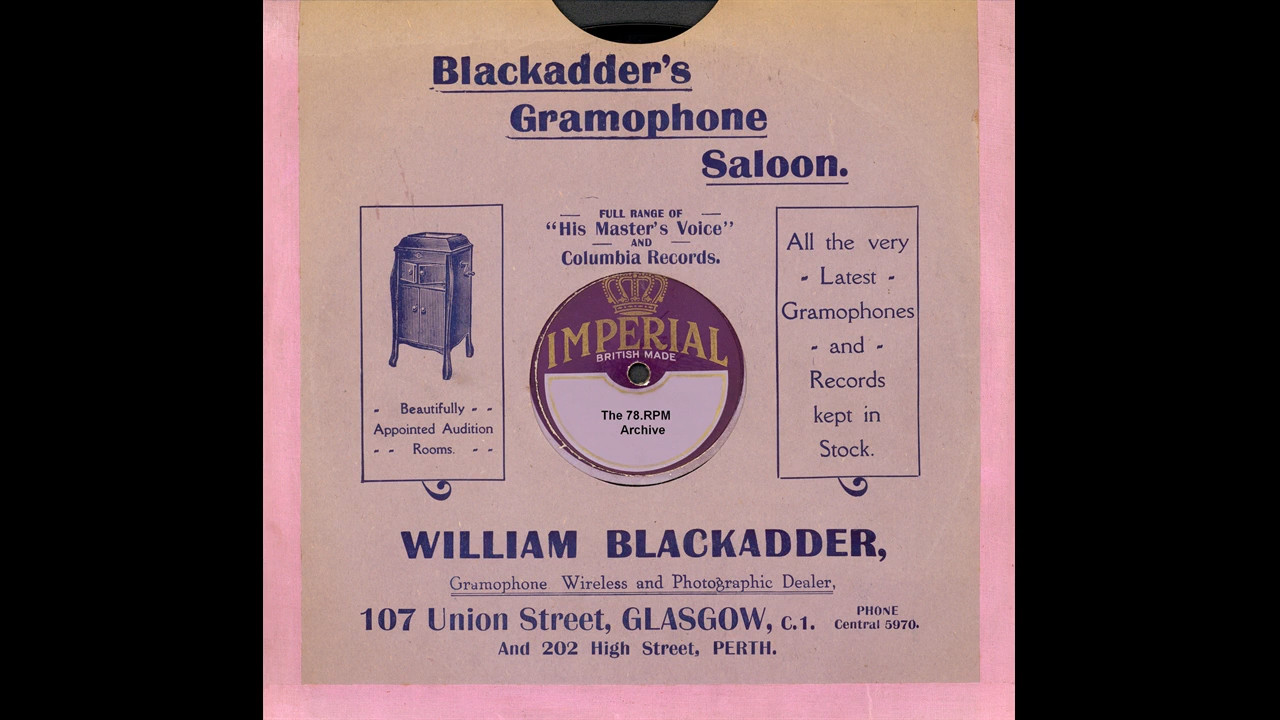 Blackadder's
Gramophone
Saloon.
FULL RANGE OF
"His Master's Voice"
AND
Columbia Records.
All the very
- Latest -
Gramophones
- and -
Records
kept in
Stock.
IMPERIAL
BRITISH MADE
The 78.RPM
Archive
- Beautifully - -
Appointed Audition
- - Rooms. - -
WILLIAM BLACKADDER,
Gramophone Wireless and Photographic Dealer,
107 Union Street, GLASGOW, C.1.
PHONE
Central 5970.
And 202 High Street, PERTH.